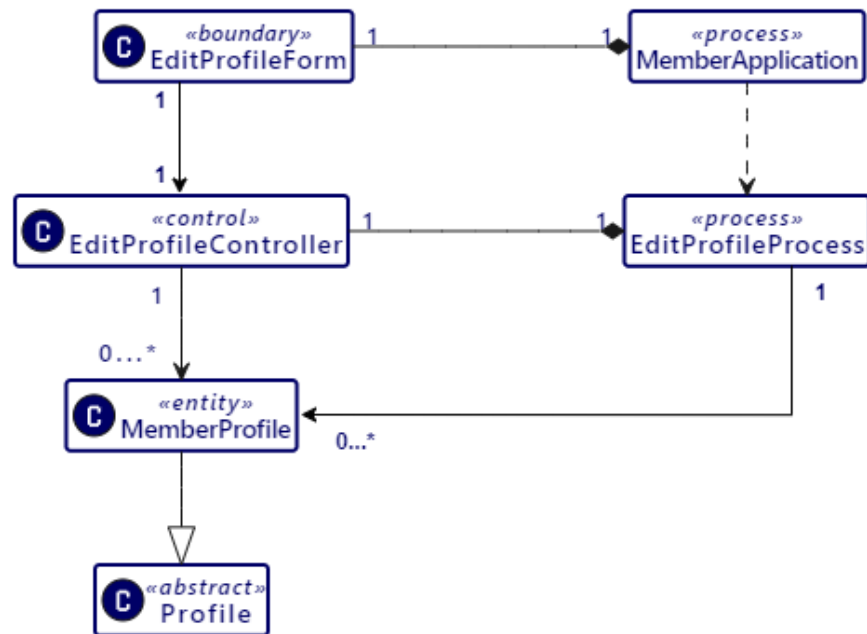 C «boundary» EditProfileForm
1
1
«process» MemberApplication
1
1
C «control» EditProfileController
1
1
«process» EditProfileProcess
1
1
0...*
C «entity» MemberProfile
0...*
C «abstract» Profile